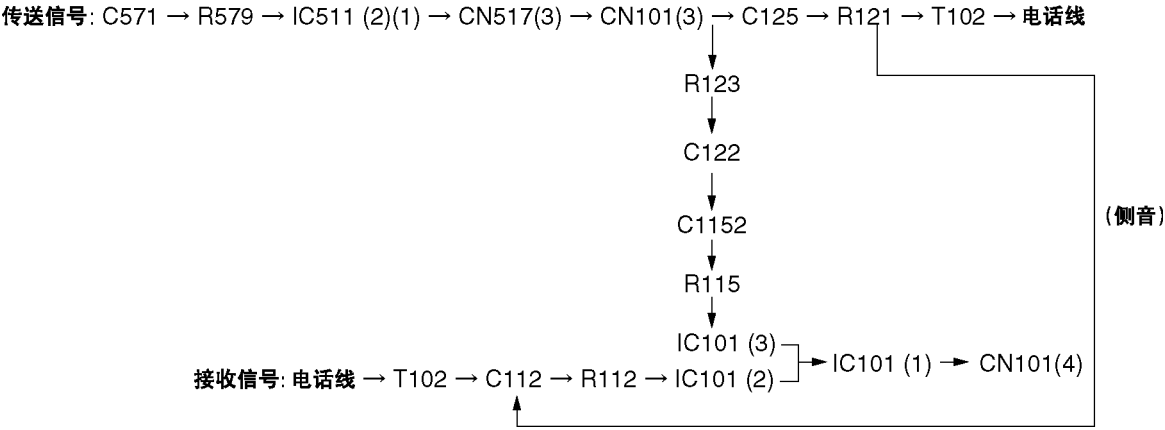 传送信号: C571 → R579 → IC511 (2)(1) → CN517(3) → CN101(3) → C125 → R121 → T102 → 电话线
R123
C122
C1152
(侧音)
R115
IC101 (3)
IC101 (1) → CN101(4)
接收信号: 电话线 → T102 → C112 → R112 → IC101 (2)